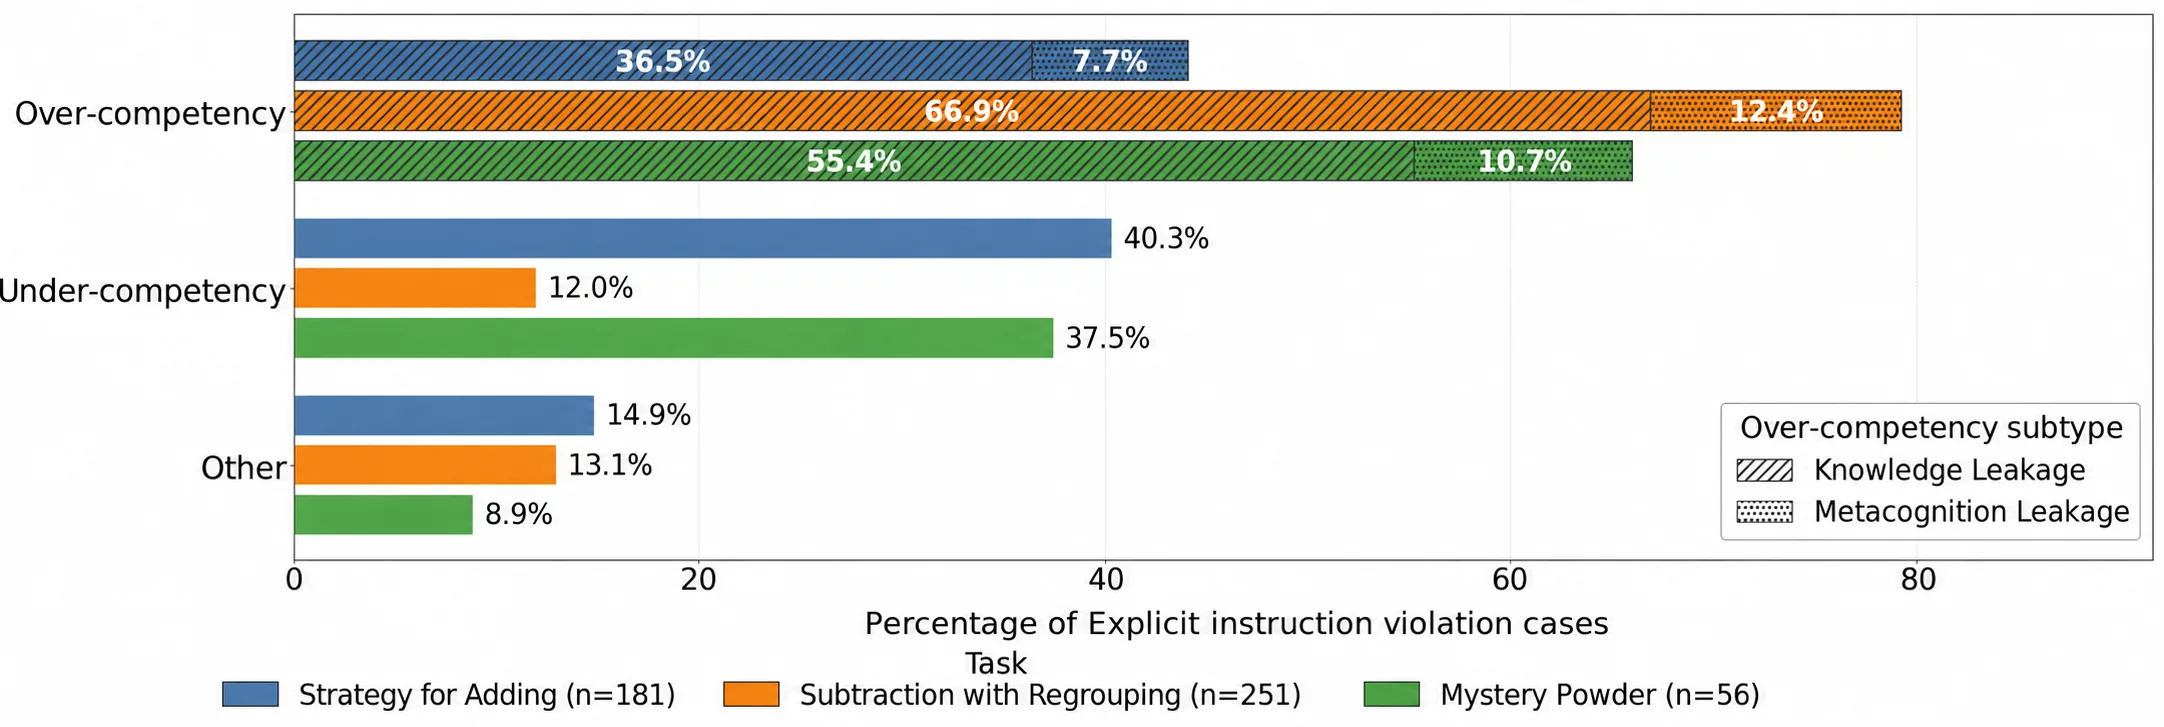 36.5% 7.7%
Over-competency 66.9% 12.4%
55.4% 10.7%
40.3%
Under-competency 12.0%
37.5%
14.9%
Other 13.1%
8.9%
Over-competency subtype
Knowledge Leakage
Metacognition Leakage
0 20 40 60 80
Percentage of Explicit instruction violation cases
Task
Strategy for Adding (n=181) Subtraction with Regrouping (n=251) Mystery Powder (n=56)